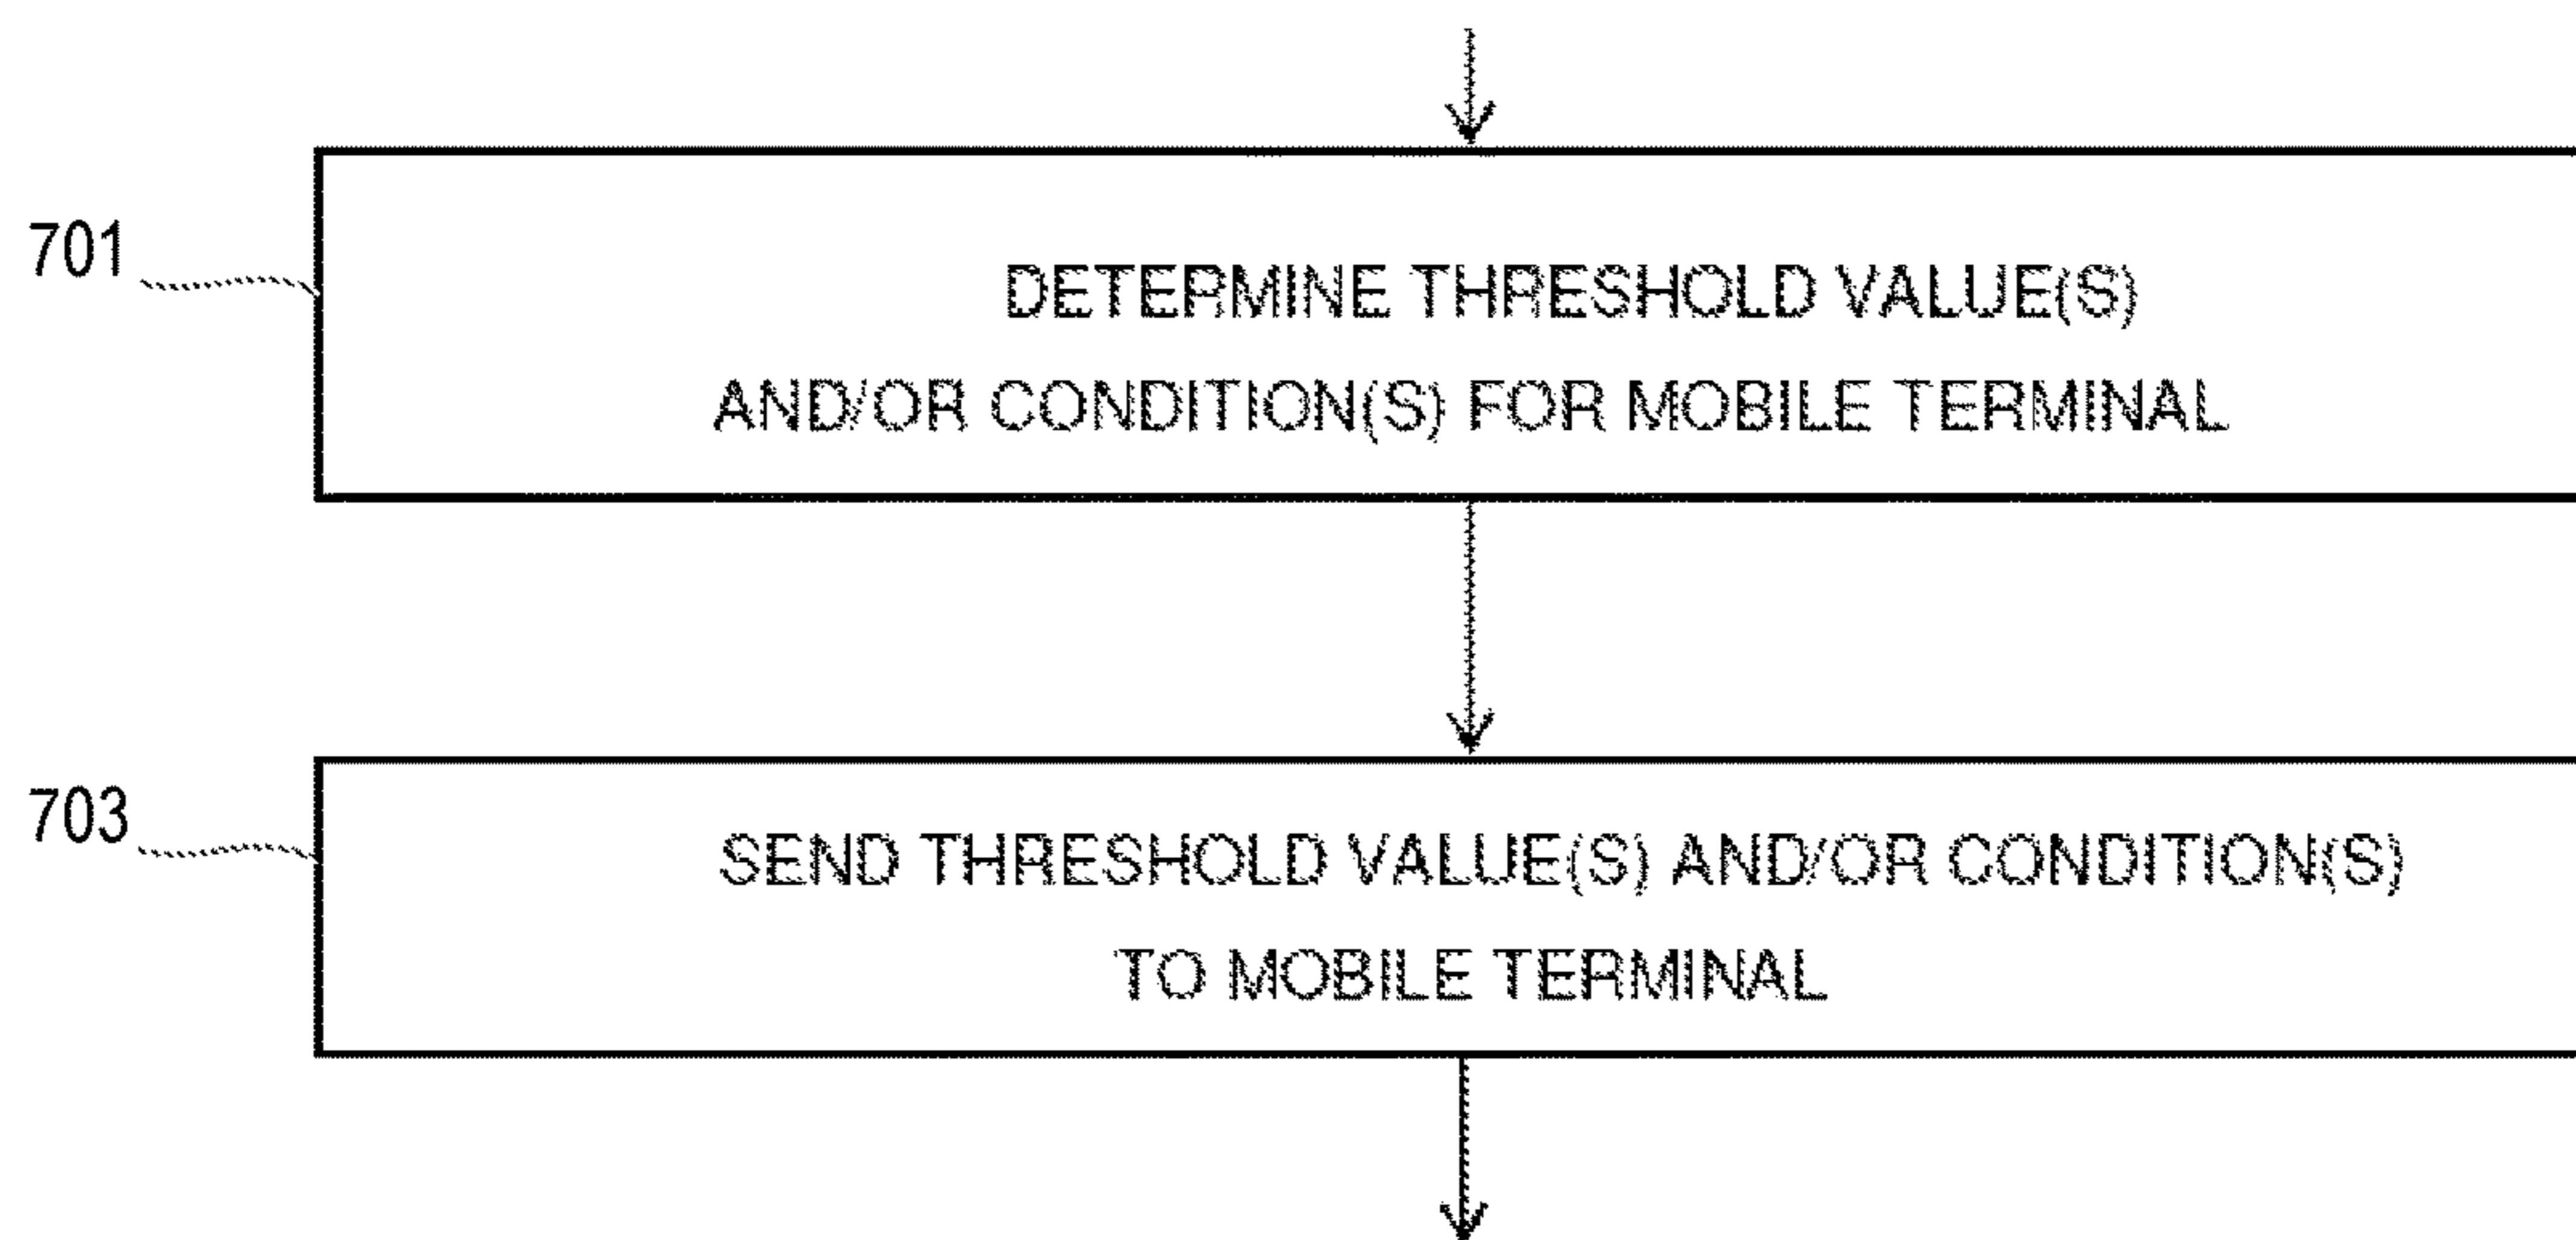 701
DETERMINE THRESHOLD VALUE(S)
AND/OR CONDITION(S) FOR MOBILE TERMINAL
703
SEND THRESHOLD VALUE(S) AND/OR CONDITION(S)
TO MOBILE TERMINAL